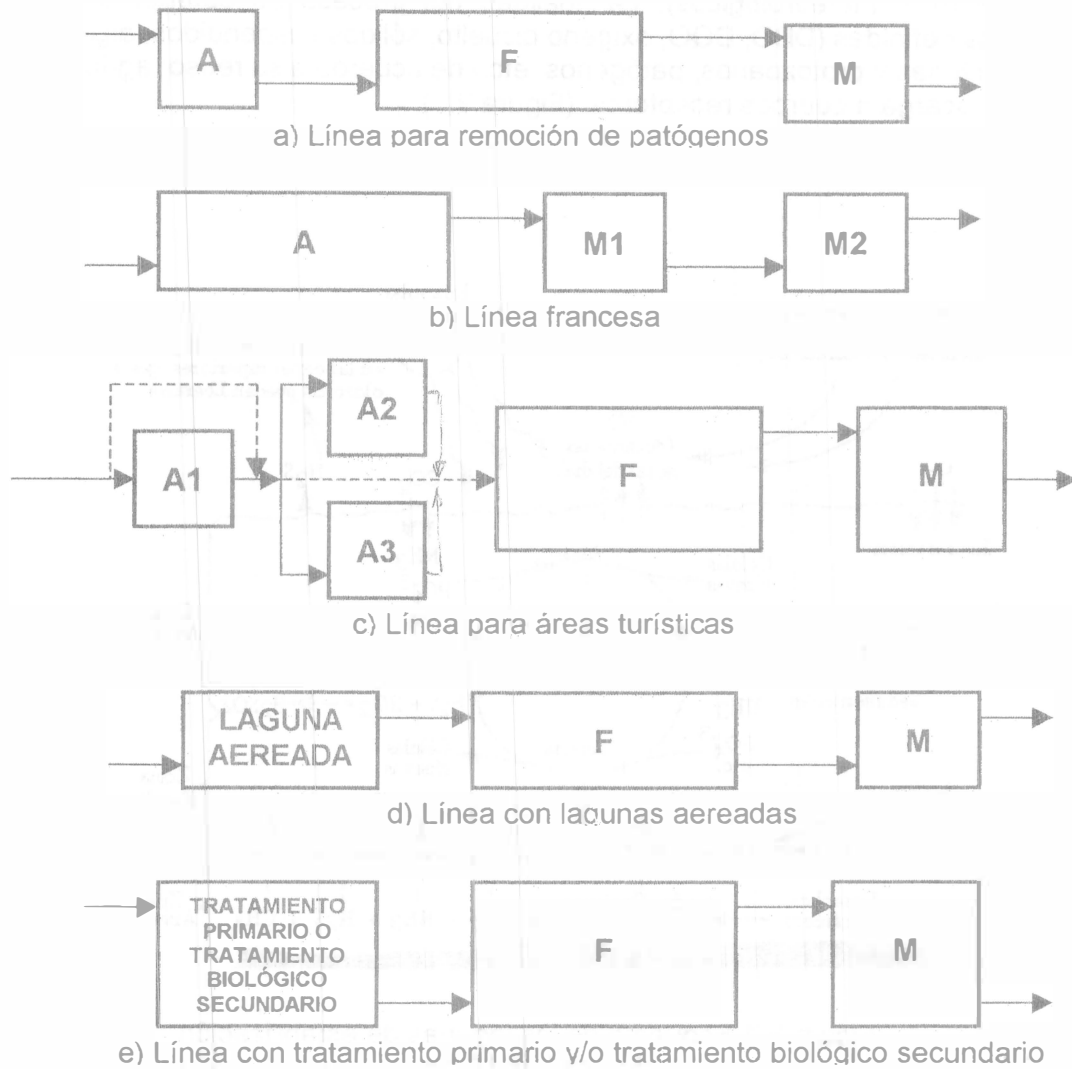 A F M
a) Línea para remoción de patógenos
A M1 M2
b) Línea francesa
A2
A1 F M
A3
c) Línea para áreas turísticas
LAGUNA
AEREADA
F M
d) Línea con lagunas aereadas
TRATAMIENTO
PRIMARIO O
TRATAMIENTO
BIOLÓGICO
SECUNDARIO
F M
e) Línea con tratamiento primario y/o tratamiento biológico secundario